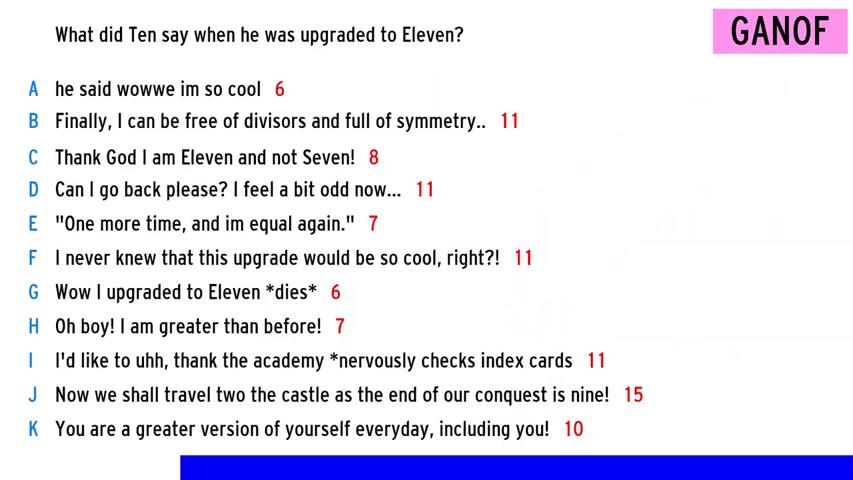 What did Ten say when he was upgraded to Eleven?
GANOF
A he said wowwe im so cool 6
B Finally, I can be free of divisors and full of symmetry.. 11
C Thank God I am Eleven and not Seven! 8
D Can I go back please? I feel a bit odd now... 11
E "One more time, and im equal again." 7
F I never knew that this upgrade would be so cool, right?! 11
G Wow I upgraded to Eleven *dies* 6
H Oh boy! I am greater than before! 7
I I'd like to uhh, thank the academy *nervously checks index cards 11
J Now we shall travel two the castle as the end of our conquest is nine! 15
K You are a greater version of yourself everyday, including you! 10